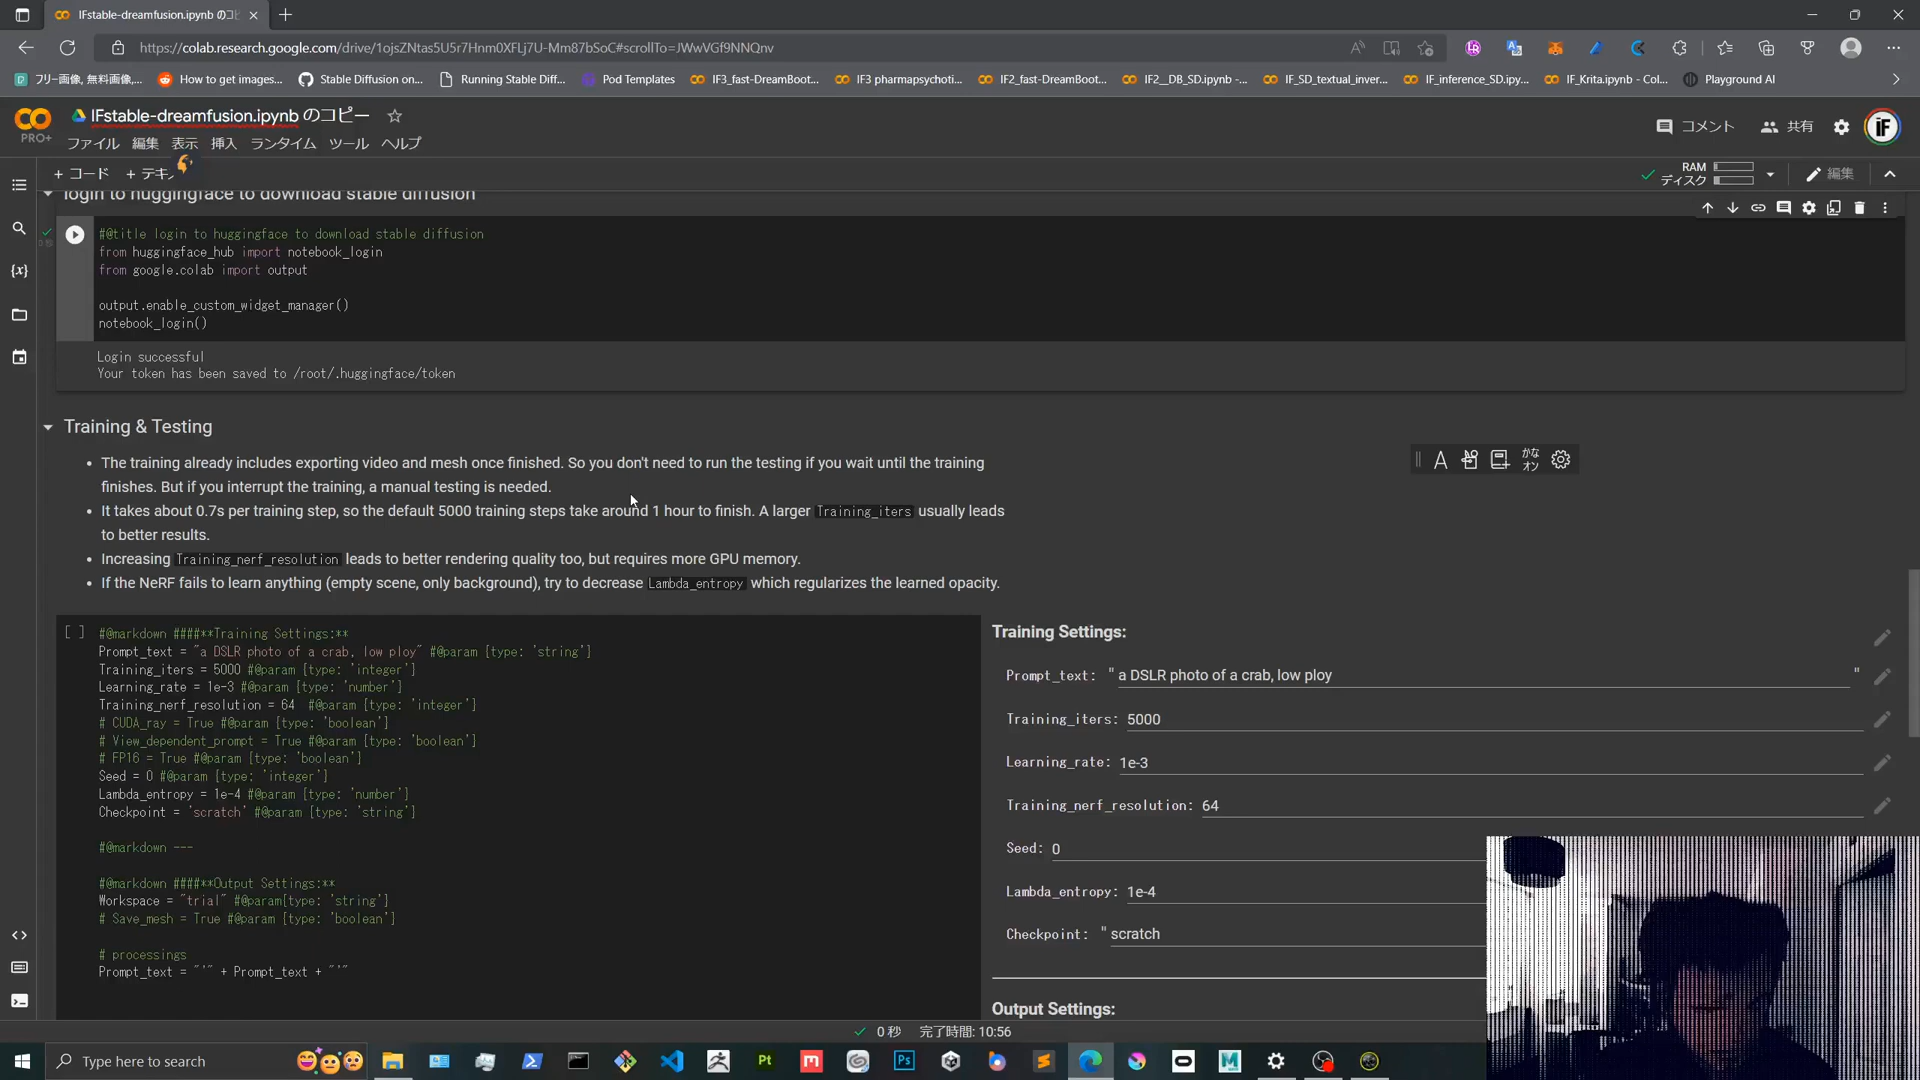 IFstable-dreamfusion.ipynb のコピ
https://colab.research.google.com/drive/1ojsZNtas5U5r7Hnm0XFLj7U-Mm87bSoC#scrollTo=JWwVGf9NNQnv
フリー画像, 無料画像,...
How to get images...
Stable Diffusion on...
Running Stable Diff...
Pod Templates
IF3_fast-DreamBoot...
IF3 pharmapsychoti...
IF2_fast-DreamBoot...
IF2__DB_SD.ipynb -...
IF_SD_textual_inver...
IF_inference_SD.ipy...
IF_Krita.ipynb - Col...
Playground AI
PRO+
IFstable-dreamfusion.ipynb のコピー
ファイル 編集 表示 挿入 ランタイム ツール ヘルプ
コメント
共有
iF
+ コード + テキ
RAM
ディスク
編集
login to huggingface to download stable diffusion
#@title login to huggingface to download stable diffusion
from huggingface_hub import notebook_login
from google.colab import output
output.enable_custom_widget_manager()
notebook_login()
Login successful
Your token has been saved to /root/.huggingface/token
Training & Testing
• The training already includes exporting video and mesh once finished. So you don't need to run the testing if you wait until the training
finishes. But if you interrupt the training, a manual testing is needed.
• It takes about 0.7s per training step, so the default 5000 training steps take around 1 hour to finish. A larger Training_iters usually leads
to better results.
• Increasing Training_nerf_resolution leads to better rendering quality too, but requires more GPU memory.
• If the NeRF fails to learn anything (empty scene, only background), try to decrease Lambda_entropy which regularizes the learned opacity.
A
かな
オン
[ ] #@markdown ####**Training Settings:**
Prompt_text = "a DSLR photo of a crab, low ploy" #@param {type: 'string'}
Training_iters = 5000 #@param {type: 'integer'}
Learning_rate = 1e-3 #@param {type: 'number'}
Training_nerf_resolution = 64 #@param {type: 'integer'}
# CUDA_ray = True #@param {type: 'boolean'}
# View_dependent_prompt = True #@param {type: 'boolean'}
# FP16 = True #@param {type: 'boolean'}
Seed = 0 #@param {type: 'integer'}
Lambda_entropy = 1e-4 #@param {type: 'number'}
Checkpoint = 'scratch' #@param {type: 'string'}
#@markdown ---
#@markdown ####**Output Settings:**
Workspace = "trial" #@param{type: 'string'}
# Save_mesh = True #@param {type: 'boolean'}
# processings
Prompt_text = "'" + Prompt_text + "'"
Training Settings:
Prompt_text: " a DSLR photo of a crab, low ploy "
Training_iters: 5000
Learning_rate: 1e-3
Training_nerf_resolution: 64
Seed: 0
Lambda_entropy: 1e-4
Checkpoint: " scratch
Output Settings:
0 秒 完了時間: 10:56
Type here to search
Pt
Ps